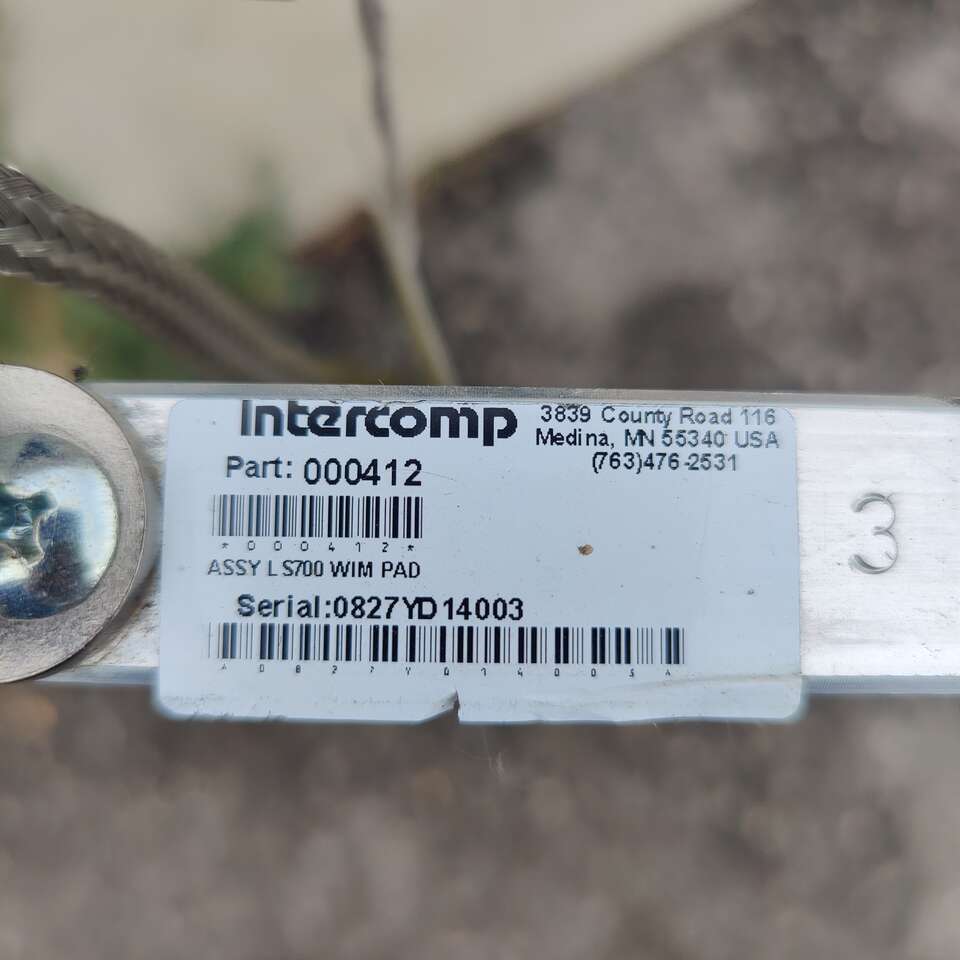 Intercomp
3839 County Road 116
Medina, MN 55340 USA
(763)476-2531
Part: 000412
*000412*
ASSY LS700 WIM PAD
Serial:0827YD14003
3